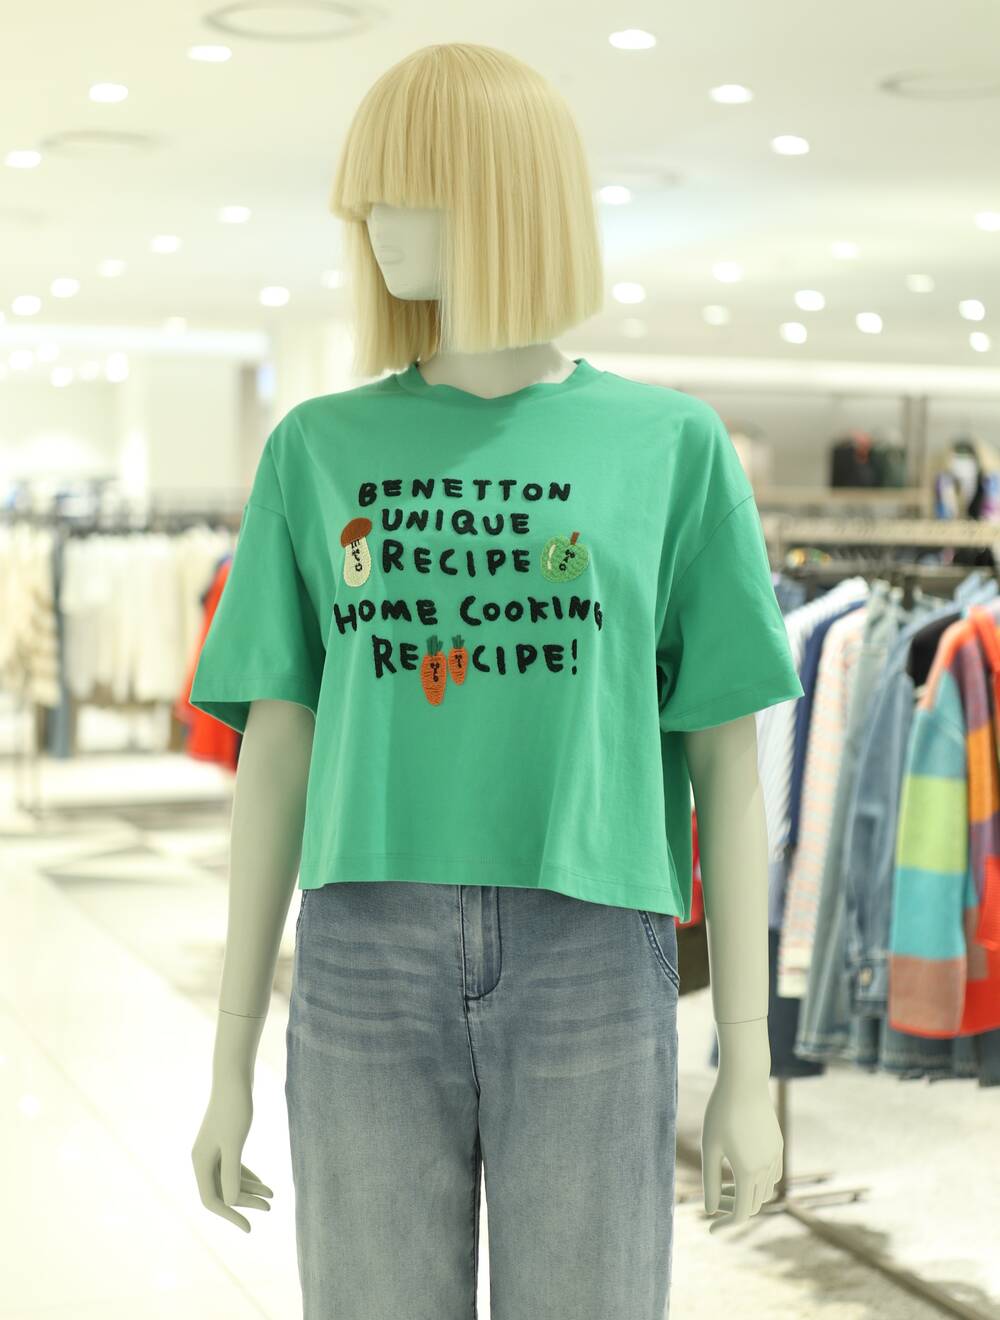 BENETTON
UNIQUE
RECIPE
HOME COOKING
RECIPE!